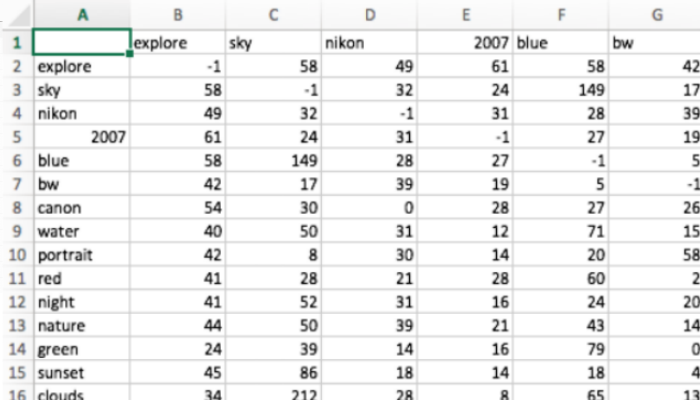 A B C D E F G
1 explore sky nikon 2007 blue bw
2 explore -1 58 49 61 58 42
3 sky 58 -1 32 24 149 17
4 nikon 49 32 -1 31 28 39
5 2007 61 24 31 -1 27 19
6 blue 58 149 28 27 -1 5
7 bw 42 17 39 19 5 -1
8 canon 54 30 0 28 27 26
9 water 40 50 31 12 71 15
10 portrait 42 8 30 14 20 58
11 red 41 28 21 28 60 2
12 night 41 52 31 16 24 20
13 nature 44 50 39 21 43 14
14 green 24 39 14 16 79 0
15 sunset 45 86 18 14 18 4
16 clouds 34 212 28 8 65 13